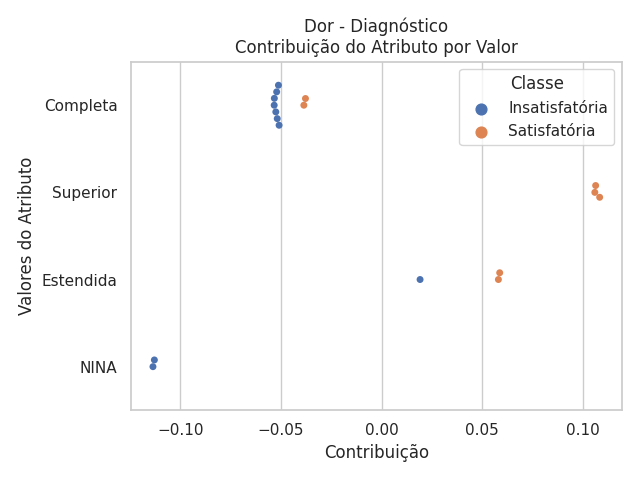 Dor - Diagnóstico
Contribuição do Atributo por Valor
Classe
Insatisfatória
Satisfatória
Valores do Atributo
Completa
Superior
Estendida
NINA
−0.10
−0.05
0.00
0.05
0.10
Contribuição